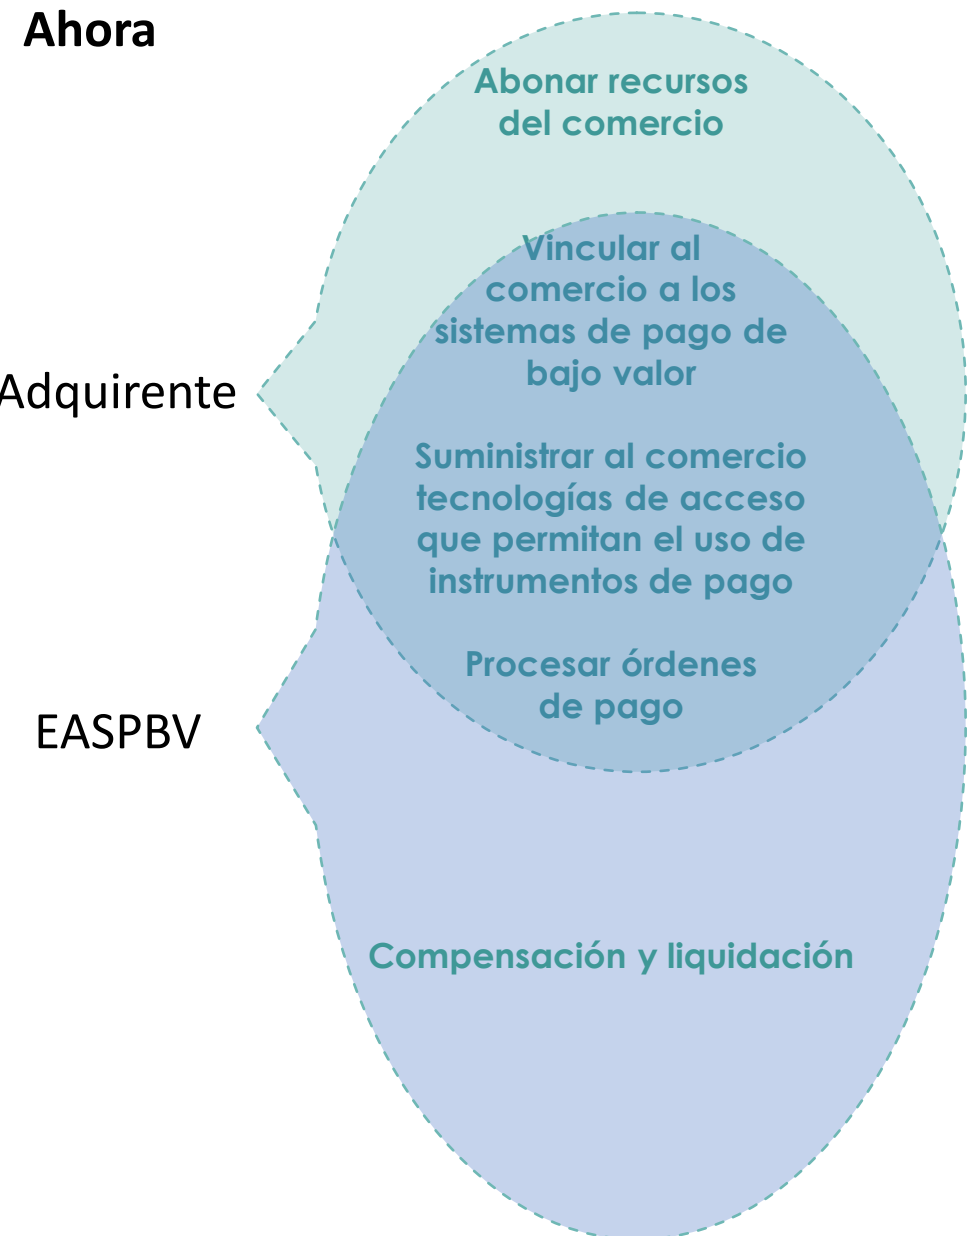 Ahora
Abonar recursos
del comercio
Vincular al
comercio a los
sistemas de pago de
bajo valor
Adquirente
Suministrar al comercio
tecnologías de acceso
que permitan el uso de
instrumentos de pago
Procesar órdenes
de pago
EASPBV
Compensación y liquidación